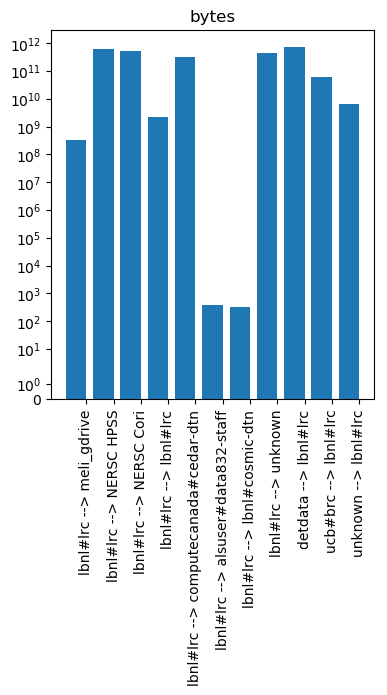 bytes
10¹²
10¹¹
10¹⁰
10⁹
10⁸
10⁷
10⁶
10⁵
10⁴
10³
10²
10¹
10⁰
0
lbnl#lrc --> meli_gdrive
lbnl#lrc --> NERSC HPSS
lbnl#lrc --> NERSC Cori
lbnl#lrc --> lbnl#lrc
lbnl#lrc --> computecanada#cedar-dtn
lbnl#lrc --> alsuser#data832-staff
lbnl#lrc --> lbnl#cosmic-dtn
lbnl#lrc --> unknown
detdata --> lbnl#lrc
ucb#brc --> lbnl#lrc
unknown --> lbnl#lrc